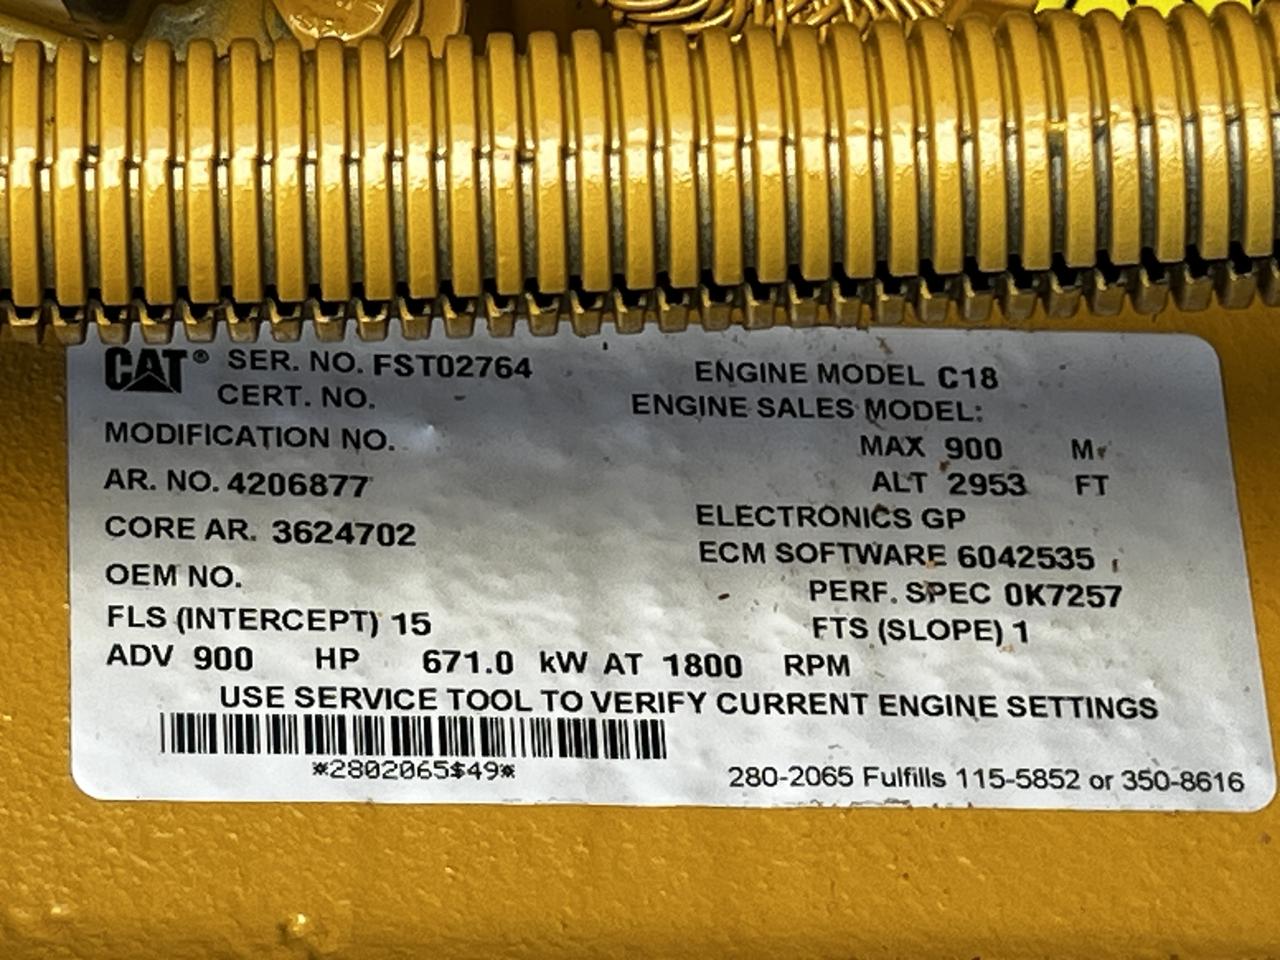 CAT® SER. NO. FST02764
CERT. NO.
MODIFICATION NO.
AR. NO. 4206877
CORE AR. 3624702
OEM NO.
FLS (INTERCEPT) 15
ENGINE MODEL C18
ENGINE SALES MODEL:
MAX 900 M
ALT 2953 FT
ELECTRONICS GP
ECM SOFTWARE 6042535
PERF. SPEC 0K7257
FTS (SLOPE) 1
ADV 900 HP 671.0 kW AT 1800 RPM
USE SERVICE TOOL TO VERIFY CURRENT ENGINE SETTINGS
*2802065$49*
280-2065 Fulfills 115-5852 or 350-8616